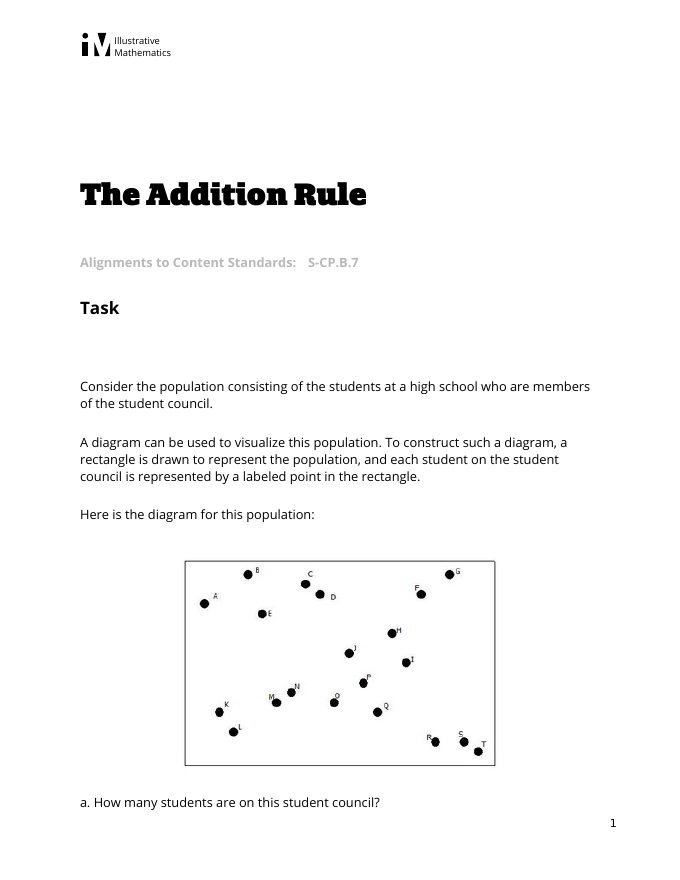 Illustrative
Mathematics
The Addition Rule
Alignments to Content Standards: S-CP.B.7
Task
Consider the population consisting of the students at a high school who are members
of the student council.
A diagram can be used to visualize this population. To construct such a diagram, a
rectangle is drawn to represent the population, and each student on the student
council is represented by a labeled point in the rectangle.
Here is the diagram for this population:
B
C
G
A
D
F
E
H
J
I
P
N
M
O
K
Q
L
R
S
T
a. How many students are on this student council?
1